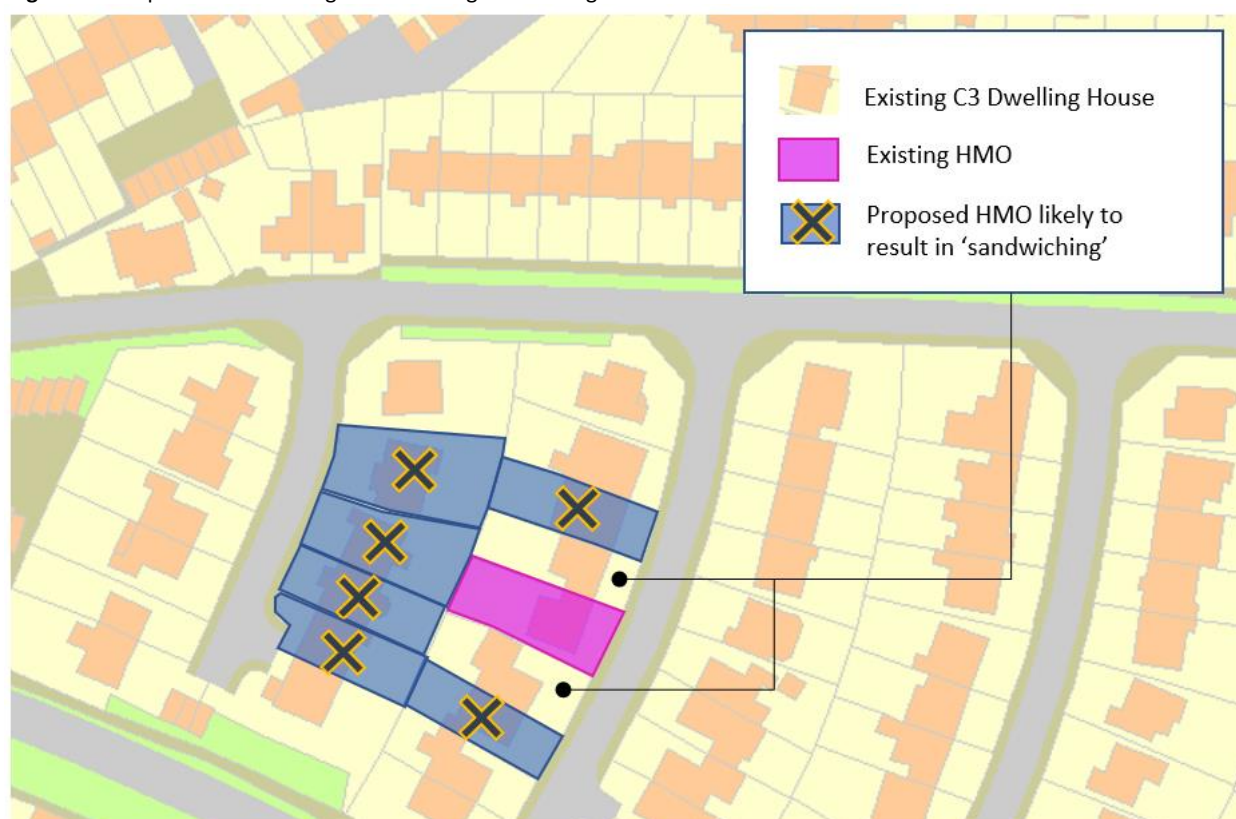 Existing C3 Dwelling House
Existing HMO
Proposed HMO likely to
result in ‘sandwiching’